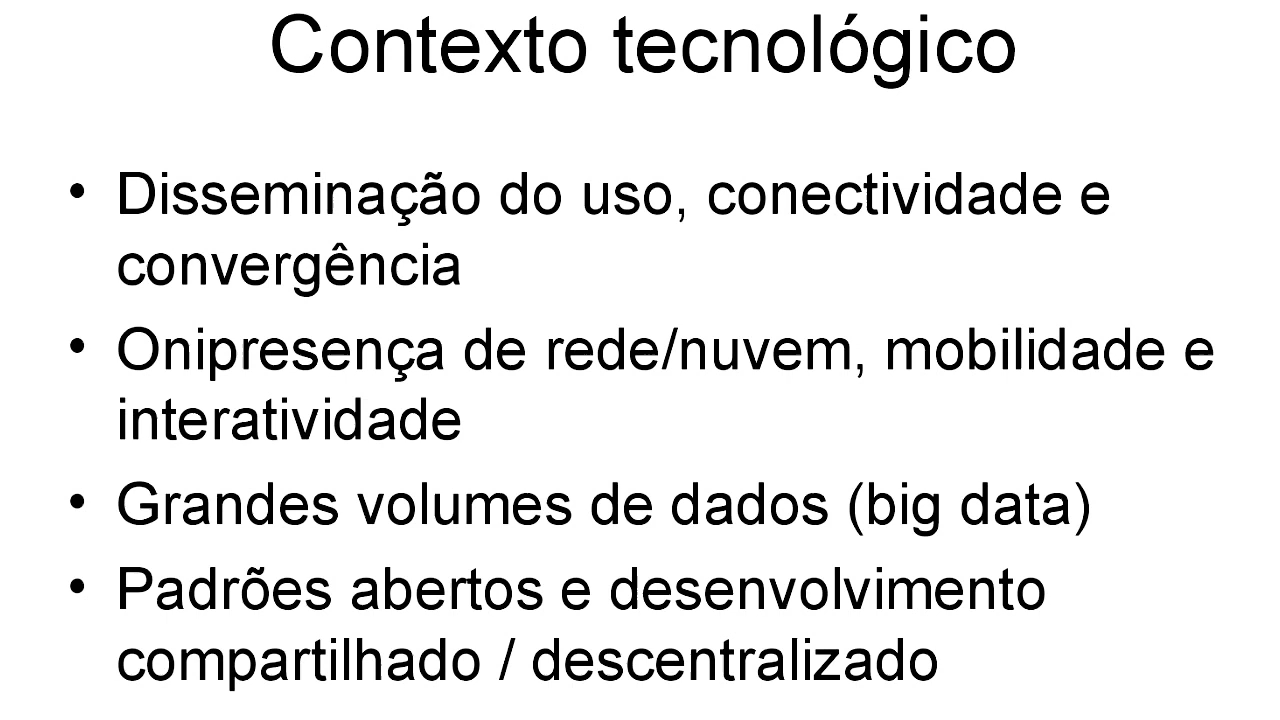 Contexto tecnológico
• Disseminação do uso, conectividade e
convergência
• Onipresença de rede/nuvem, mobilidade e
interatividade
• Grandes volumes de dados (big data)
• Padrões abertos e desenvolvimento
compartilhado / descentralizado